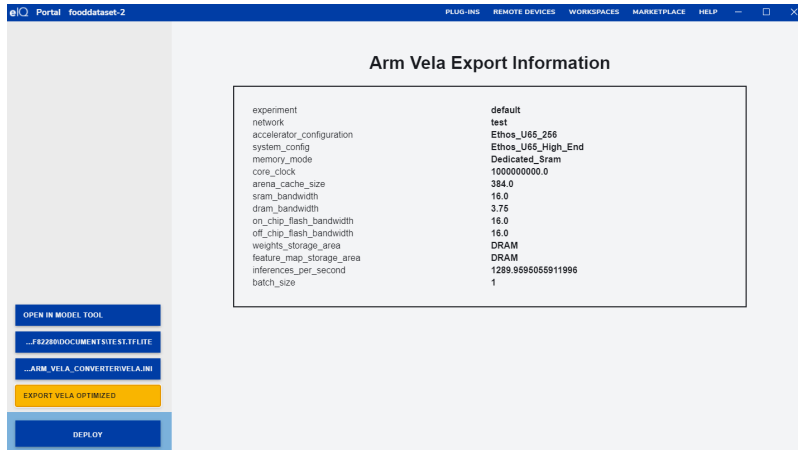 eIQ Portal fooddataset-2 PLUG-INS REMOTE DEVICES WORKSPACES MARKETPLACE HELP
Arm Vela Export Information
experiment default
network test
accelerator_configuration Ethos_U65_256
system_config Ethos_U65_High_End
memory_mode Dedicated_Sram
core_clock 1000000000.0
arena_cache_size 384.0
sram_bandwidth 16.0
dram_bandwidth 3.75
on_chip_flash_bandwidth 16.0
off_chip_flash_bandwidth 16.0
weights_storage_area DRAM
feature_map_storage_area DRAM
inferences_per_second 1289.9595055911996
batch_size 1
OPEN IN MODEL TOOL
...F82280\DOCUMENTS\TEST.TFLITE
...ARM_VELA_CONVERTER\VELA.INI
EXPORT VELA OPTIMIZED
DEPLOY